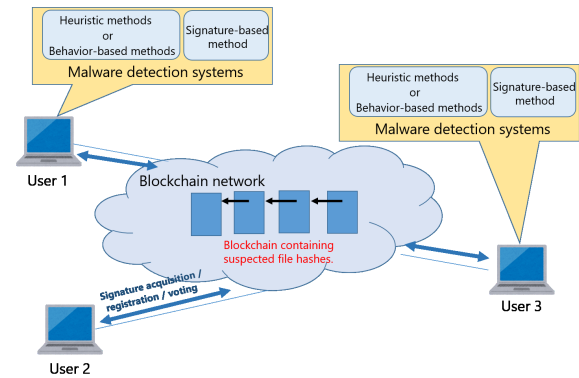 Heuristic methods
or
Behavior-based methods
Signature-based
method
Malware detection systems
Heuristic methods
or
Behavior-based methods
Signature-based
method
Malware detection systems
User 1
Blockchain network
Blockchain containing
suspected file hashes.
Signature acquisition /
registration / voting
User 3
User 2